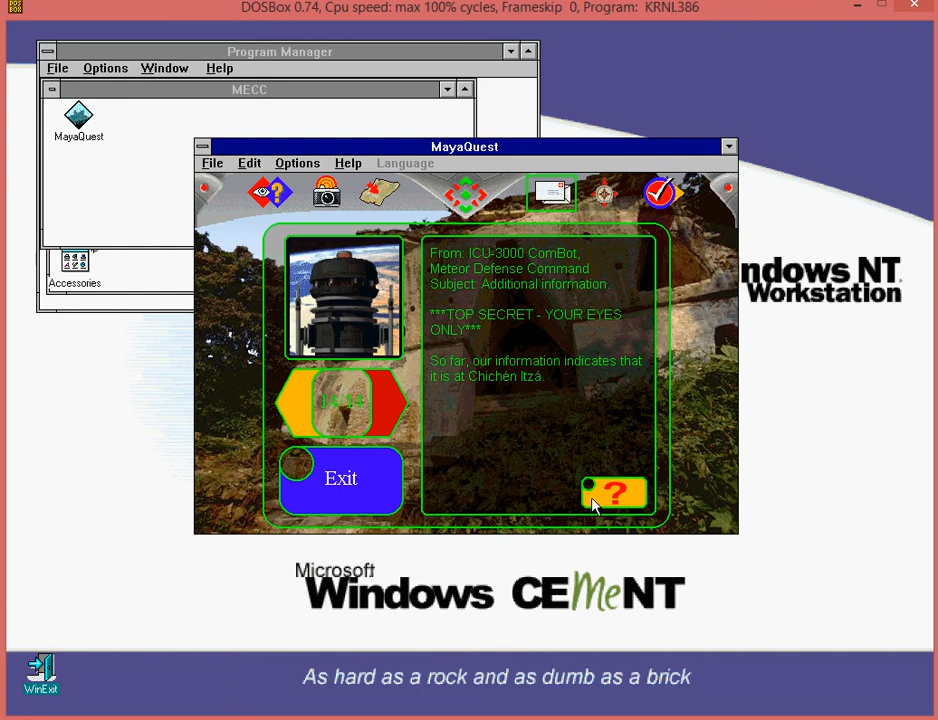 DOSBox 0.74, Cpu speed: max 100% cycles, Frameskip 0, Program: KRNL386
Program Manager
File Options Window Help
MECC
MayaQuest
Accessories
MayaQuest
File Edit Options Help Language
From: ICU-3000 ComBot,
Meteor Defense Command
Subject: Additional information.
***TOP SECRET - YOUR EYES
ONLY***
So far, our information indicates that
it is at Chichén Itzá.
14/14
Exit
?
ndows NT
Workstation
Microsoft
Windows CEMeNT
As hard as a rock and as dumb as a brick
WinExit